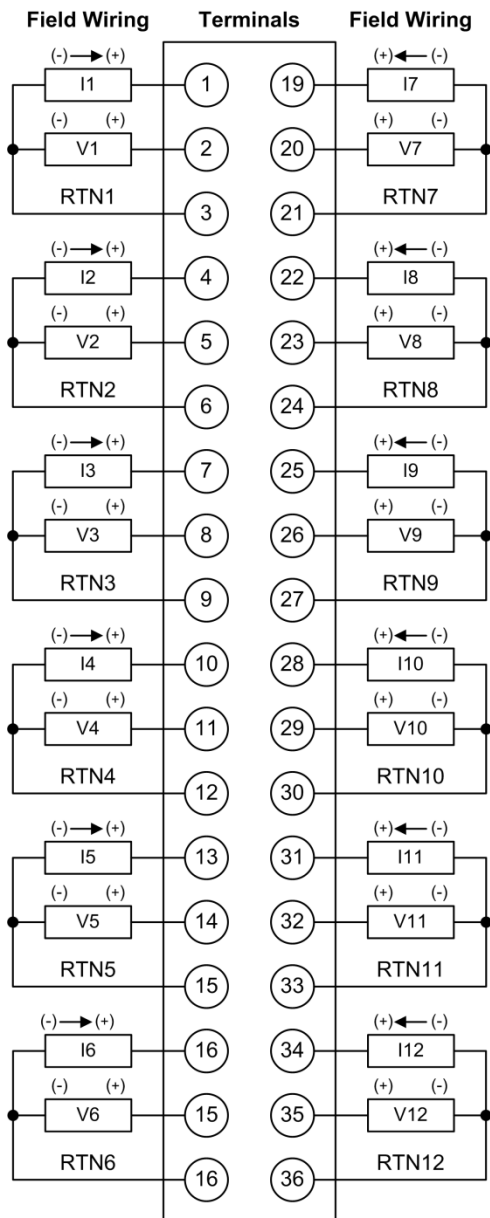 Field Wiring Terminals Field Wiring
(-) (+) (+) (-)
I1 1 19 I7
(-) (+) (+) (-)
V1 2 20 V7
RTN1 3 21 RTN7
(-) (+) (+) (-)
I2 4 22 I8
(-) (+) (+) (-)
V2 5 23 V8
RTN2 6 24 RTN8
(-) (+) (+) (-)
I3 7 25 I9
(-) (+) (+) (-)
V3 8 26 V9
RTN3 9 27 RTN9
(-) (+) (+) (-)
I4 10 28 I10
(-) (+) (+) (-)
V4 11 29 V10
RTN4 12 30 RTN10
(-) (+) (+) (-)
I5 13 31 I11
(-) (+) (+) (-)
V5 14 32 V11
RTN5 15 33 RTN11
(-) (+) (+) (-)
I6 16 34 I12
(-) (+) (+) (-)
V6 15 35 V12
RTN6 16 36 RTN12